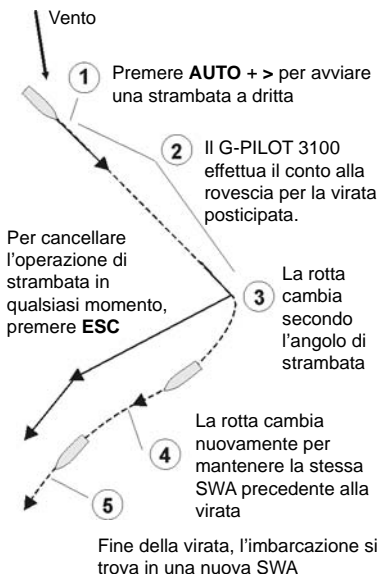 Vento
1
Premere AUTO + > per avviare
una strambata a dritta
2
Il G-PILOT 3100
effettua il conto alla
rovescia per la virata
posticipata.
Per cancellare
l'operazione di
strambata in
qualsiasi momento,
premere ESC
3
La rotta
cambia
secondo
l'angolo di
strambata
4
La rotta cambia
nuovamente per
mantenere la stessa
SWA precedente alla
virata
5
Fine della virata, l'imbarcazione si
trova in una nuova SWA